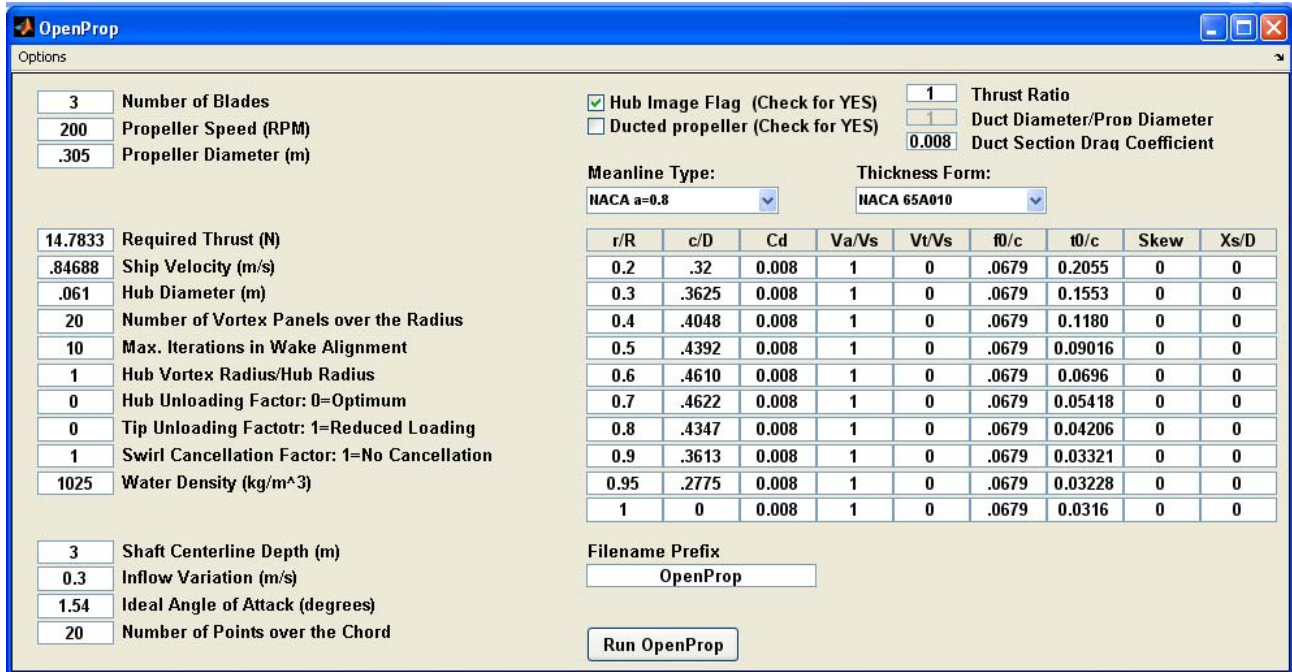 OpenProp
Options
3 Number of Blades
200 Propeller Speed (RPM)
.305 Propeller Diameter (m)
Hub Image Flag (Check for YES)
Ducted propeller (Check for YES)
1 Thrust Ratio
1 Duct Diameter/Prop Diameter
0.008 Duct Section Drag Coefficient
Meanline Type: Thickness Form:
NACA a=0.8 NACA 65A010
14.7833 Required Thrust (N)
.84688 Ship Velocity (m/s)
.061 Hub Diameter (m)
20 Number of Vortex Panels over the Radius
10 Max. Iterations in Wake Alignment
1 Hub Vortex Radius/Hub Radius
0 Hub Unloading Factor: 0=Optimum
0 Tip Unloading Factotr: 1=Reduced Loading
1 Swirl Cancellation Factor: 1=No Cancellation
1025 Water Density (kg/m^3)
r/R c/D Cd Va/Vs Vt/Vs f0/c t0/c Skew Xs/D
0.2 .32 0.008 1 0 .0679 0.2055 0 0
0.3 .3625 0.008 1 0 .0679 0.1553 0 0
0.4 .4048 0.008 1 0 .0679 0.1180 0 0
0.5 .4392 0.008 1 0 .0679 0.09016 0 0
0.6 .4610 0.008 1 0 .0679 0.0696 0 0
0.7 .4622 0.008 1 0 .0679 0.05418 0 0
0.8 .4347 0.008 1 0 .0679 0.04206 0 0
0.9 .3613 0.008 1 0 .0679 0.03321 0 0
0.95 .2775 0.008 1 0 .0679 0.03228 0 0
1 0 0.008 1 0 .0679 0.0316 0 0
3 Shaft Centerline Depth (m)
0.3 Inflow Variation (m/s)
1.54 Ideal Angle of Attack (degrees)
20 Number of Points over the Chord
Filename Prefix
OpenProp
Run OpenProp